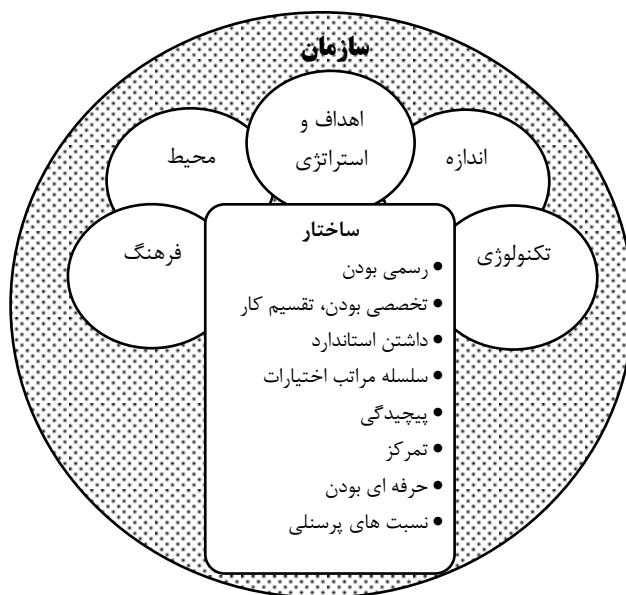 سازمان
اهداف و
استراتژی
محیط
اندازه
فرهنگ
تکنولوژی
ساختار
• رسمی بودن
• تخصصی بودن، تقسیم کار
• داشتن استاندارد
• سلسله مراتب اختیارات
• پیچیدگی
• تمرکز
• حرفه ای بودن
• نسبت های پرسنلی